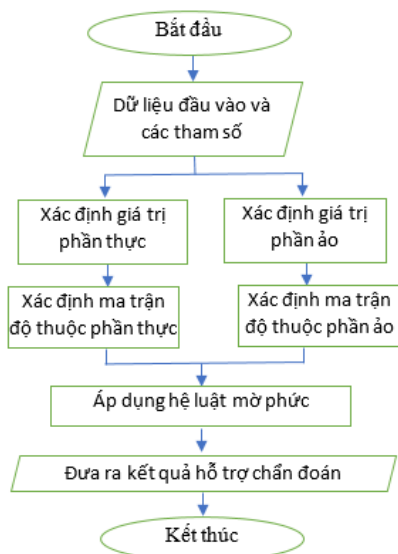 Bắt đầu
Dữ liệu đầu vào và
các tham số
Xác định giá trị
phần thực
Xác định giá trị
phần ảo
Xác định ma trận
độ thuộc phần thực
Xác định ma trận
độ thuộc phần ảo
Áp dụng hệ luật mờ phức
Đưa ra kết quả hỗ trợ chẩn đoán
Kết thúc